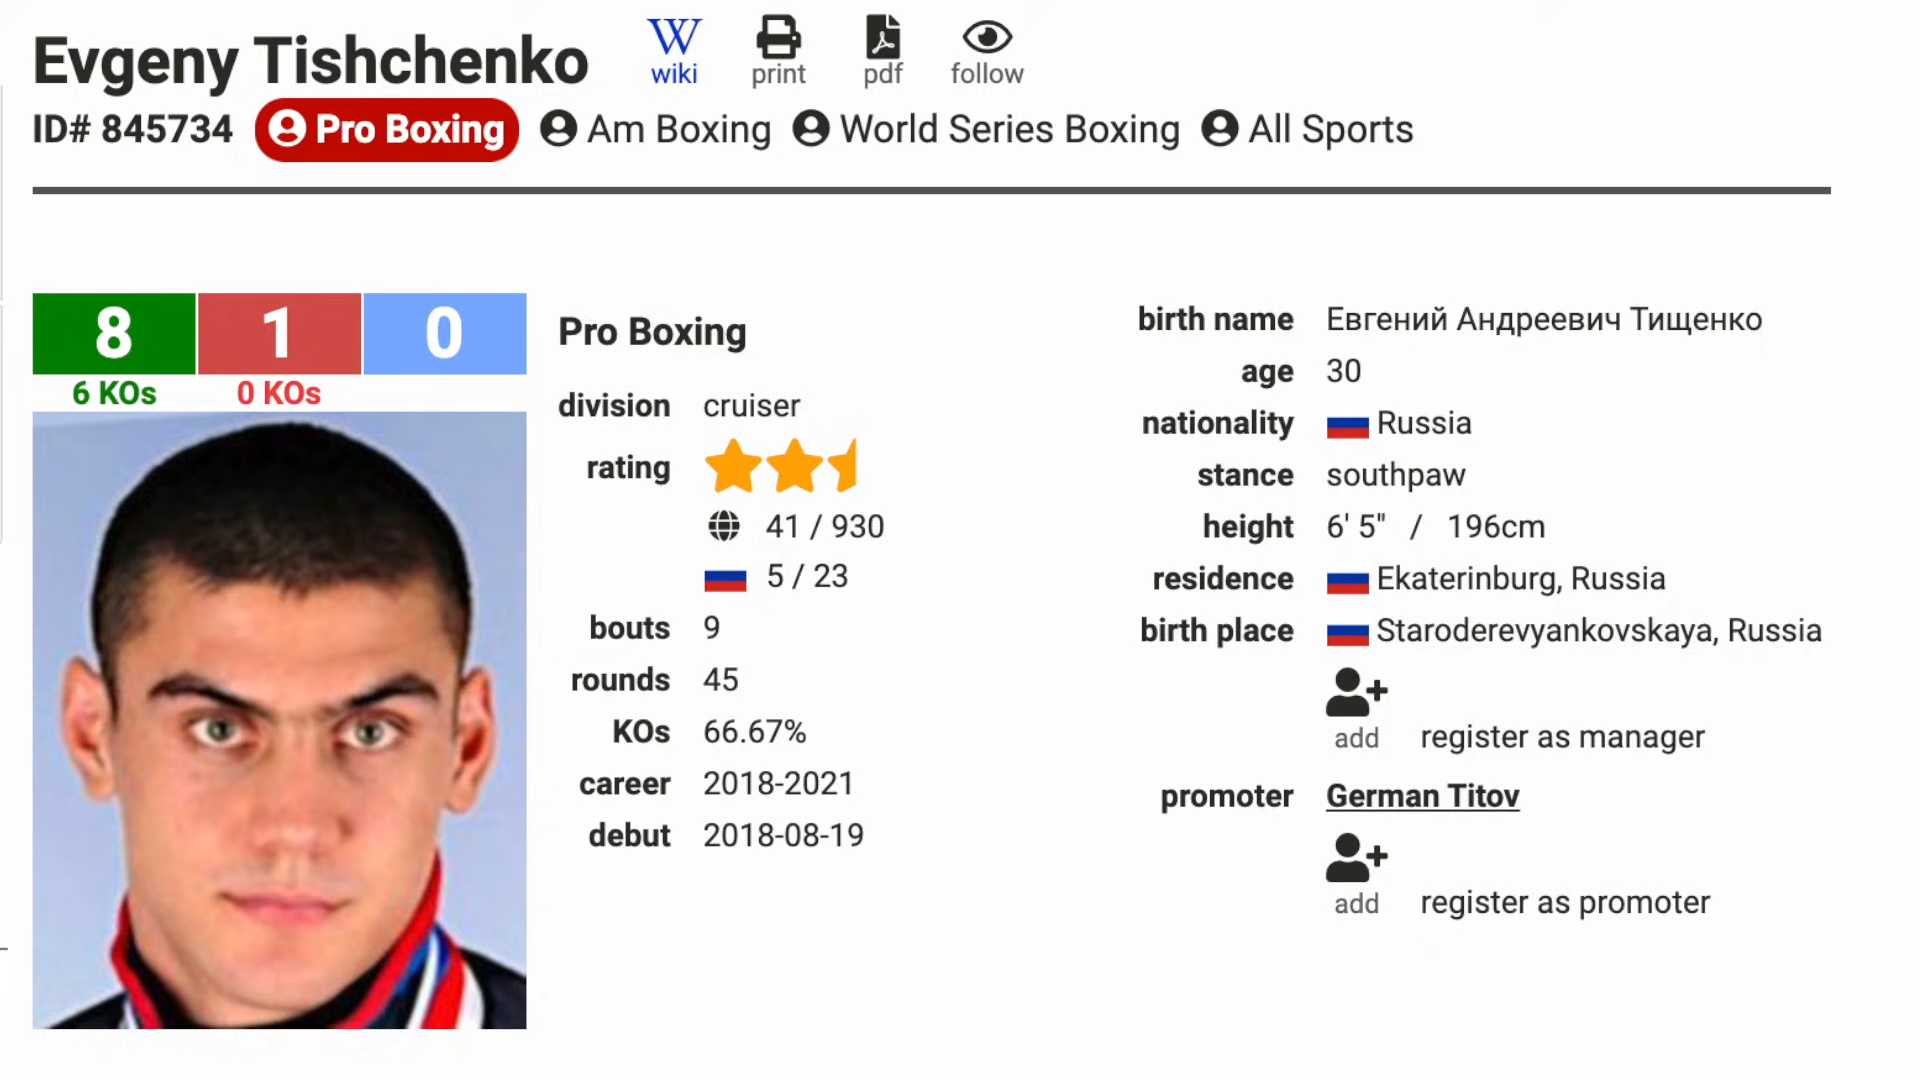 Evgeny Tishchenko
wiki print pdf follow
ID# 845734 Pro Boxing Am Boxing World Series Boxing All Sports
8 1 0
6 KOs 0 KOs
Pro Boxing
division cruiser
rating
41 / 930
5 / 23
bouts 9
rounds 45
KOs 66.67%
career 2018-2021
debut 2018-08-19
birth name Евгений Андреевич Тищенко
age 30
nationality Russia
stance southpaw
height 6' 5" / 196cm
residence Ekaterinburg, Russia
birth place Staroderevyankovskaya, Russia
add register as manager
promoter German Titov
add register as promoter